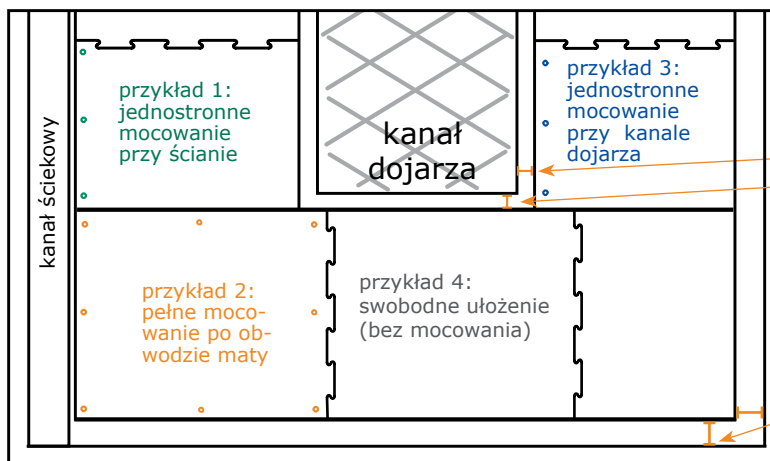 kanał ściekowy
przykład 1:
jednostronne
mocowanie
przy ścianie
kanał
dojarza
przykład 3:
jednostronne
mocowanie
przy kanale
dojarza
przykład 2:
pełne moco-
wanie po ob-
wodzie maty
przykład 4:
swobodne ułożenie
(bez mocowania)